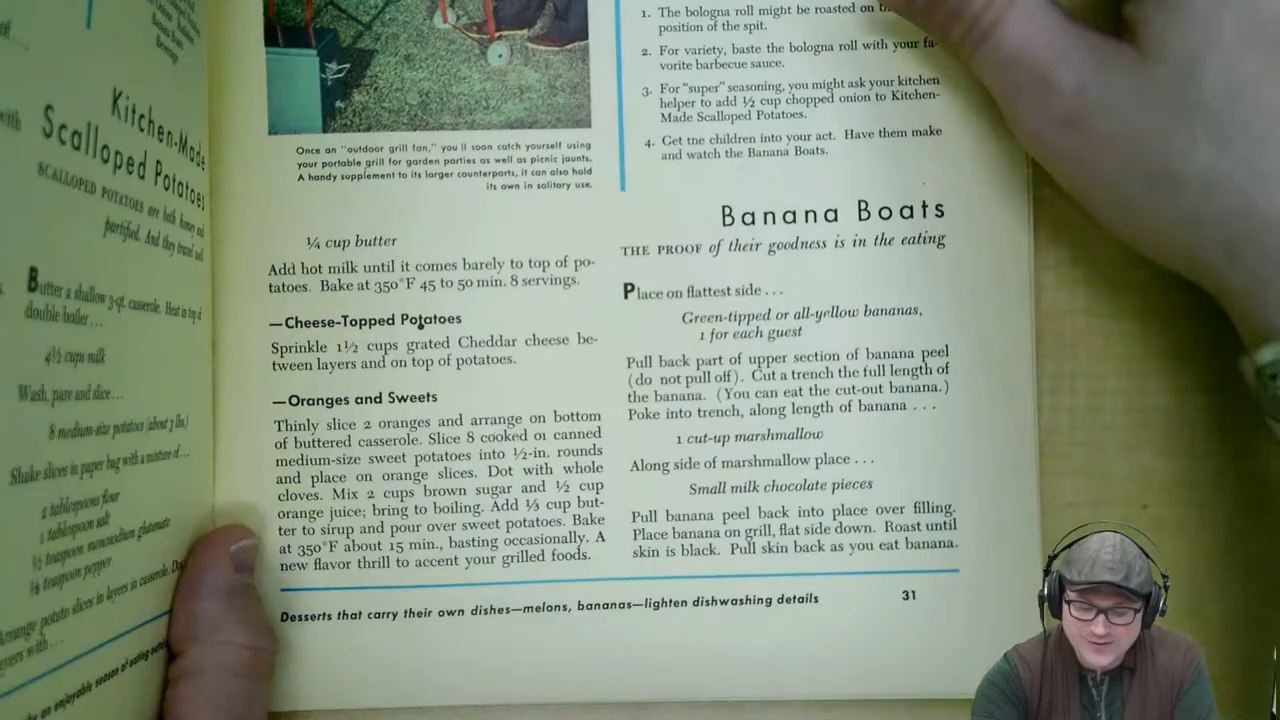 Kitchen-Made
Scalloped Potatoes
with
SCALLOPED POTATOES are both homey and
partified. And they travel well
Butter a shallow 3-qt. casserole. Heat in top of
double boiler...
4½ cups milk
Wash, pare and slice...
8 medium-size potatoes (about 3 lbs.)
Shake slices in paper bag with a mixture of...
2 tablespoons flour
1 tablespoon salt
½ teaspoon monosodium glutamate
⅛ teaspoon pepper
potato slices in layers in casserole.
with...
an enjoyable season of eating
Once an "outdoor grill fan," you'll soon catch yourself using
your portable grill for garden parties as well as picnic jaunts.
A handy supplement to its larger counterparts, it can also hold
its own in solitary use.
¼ cup butter
Add hot milk until it comes barely to top of po-
tatoes. Bake at 350°F 45 to 50 min. 8 servings.
—Cheese-Topped Potatoes
Sprinkle 1½ cups grated Cheddar cheese be-
tween layers and on top of potatoes.
—Oranges and Sweets
Thinly slice 2 oranges and arrange on bottom
of buttered casserole. Slice 8 cooked or canned
medium-size sweet potatoes into ½-in. rounds
and place on orange slices. Dot with whole
cloves. Mix 2 cups brown sugar and ½ cup
orange juice; bring to boiling. Add ⅓ cup but-
ter to sirup and pour over sweet potatoes. Bake
at 350°F about 15 min., basting occasionally. A
new flavor thrill to accent your grilled foods.
1. The bologna roll might be roasted on
position of the spit.
2. For variety, baste the bologna roll with your fa-
vorite barbecue sauce.
3. For "super" seasoning, you might ask your kitchen
helper to add ½ cup chopped onion to Kitchen-
Made Scalloped Potatoes.
4. Get the children into your act. Have them make
and watch the Banana Boats.
Banana Boats
THE PROOF of their goodness is in the eating
Place on flattest side ...
Green-tipped or all-yellow bananas,
1 for each guest
Pull back part of upper section of banana peel
(do not pull off). Cut a trench the full length of
the banana. (You can eat the cut-out banana.)
Poke into trench, along length of banana ...
1 cut-up marshmallow
Along side of marshmallow place ...
Small milk chocolate pieces
Pull banana peel back into place over filling.
Place banana on grill, flat side down. Roast until
skin is black. Pull skin back as you eat banana.
Desserts that carry their own dishes—melons, bananas—lighten dishwashing details
31